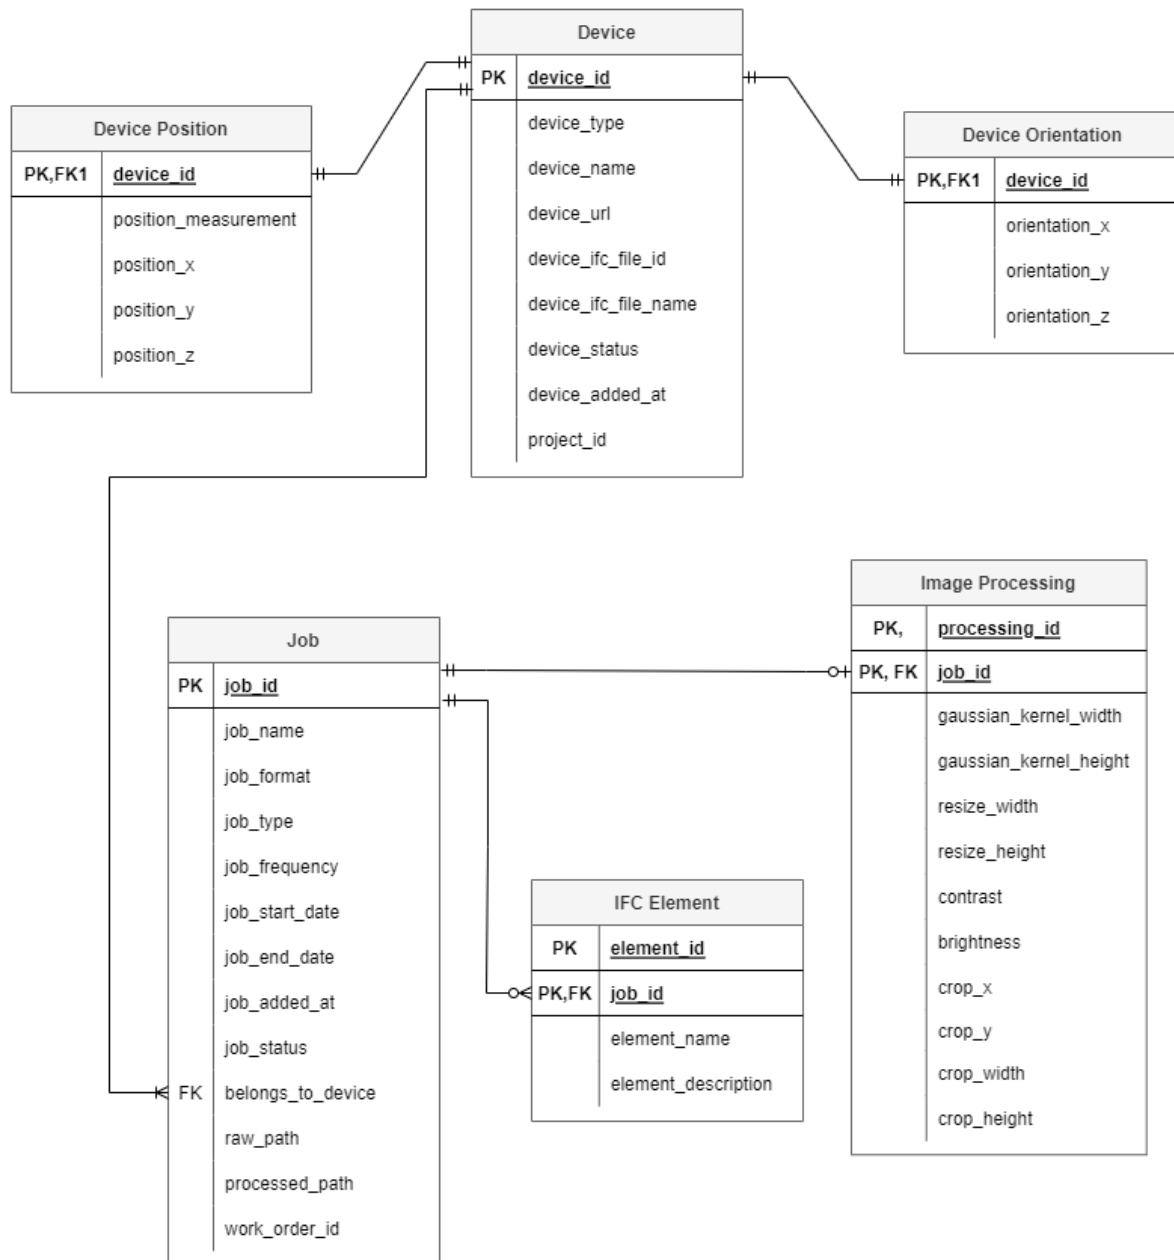 Device
PK device_id
device_type
device_name
device_url
device_ifc_file_id
device_ifc_file_name
device_status
device_added_at
project_id
Device Position
PK,FK1 device_id
position_measurement
position_x
position_y
position_z
Device Orientation
PK,FK1 device_id
orientation_x
orientation_y
orientation_z
Job
PK job_id
job_name
job_format
job_type
job_frequency
job_start_date
job_end_date
job_added_at
job_status
FK belongs_to_device
raw_path
processed_path
work_order_id
IFC Element
PK element_id
PK,FK job_id
element_name
element_description
Image Processing
PK, processing_id
PK, FK job_id
gaussian_kernel_width
gaussian_kernel_height
resize_width
resize_height
contrast
brightness
crop_x
crop_y
crop_width
crop_height